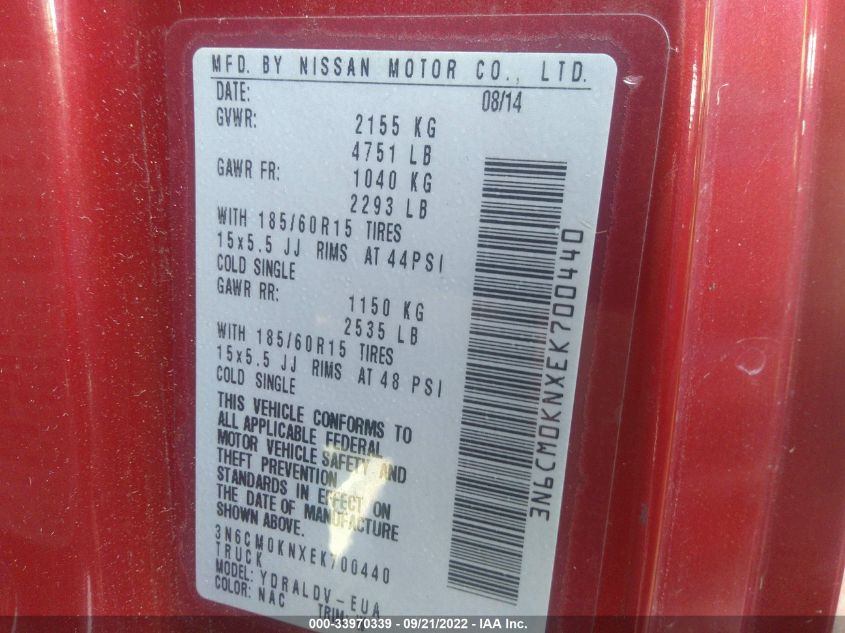 MFD. BY NISSAN MOTOR CO., LTD.
DATE: 08/14
GVWR: 2155 KG
4751 LB
GAWR FR: 1040 KG
2293 LB
WITH 185/60R15 TIRES
15x5.5 JJ RIMS AT 44PSI
COLD SINGLE
GAWR RR: 1150 KG
2535 LB
WITH 185/60R15 TIRES
15x5.5 JJ RIMS AT 48 PSI
COLD SINGLE
THIS VEHICLE CONFORMS TO
ALL APPLICABLE FEDERAL
MOTOR VEHICLE SAFETY AND
THEFT PREVENTION
STANDARDS IN EFFECT ON
THE DATE OF MANUFACTURE
SHOWN ABOVE.
3N6CM0KNXEK700440
TRUCK
MODEL: YDRALDV-EUA
COLOR: NAC TRIM:
3N6CM0KNXEK700440
000-33970339 - 09/21/2022 - IAA Inc.